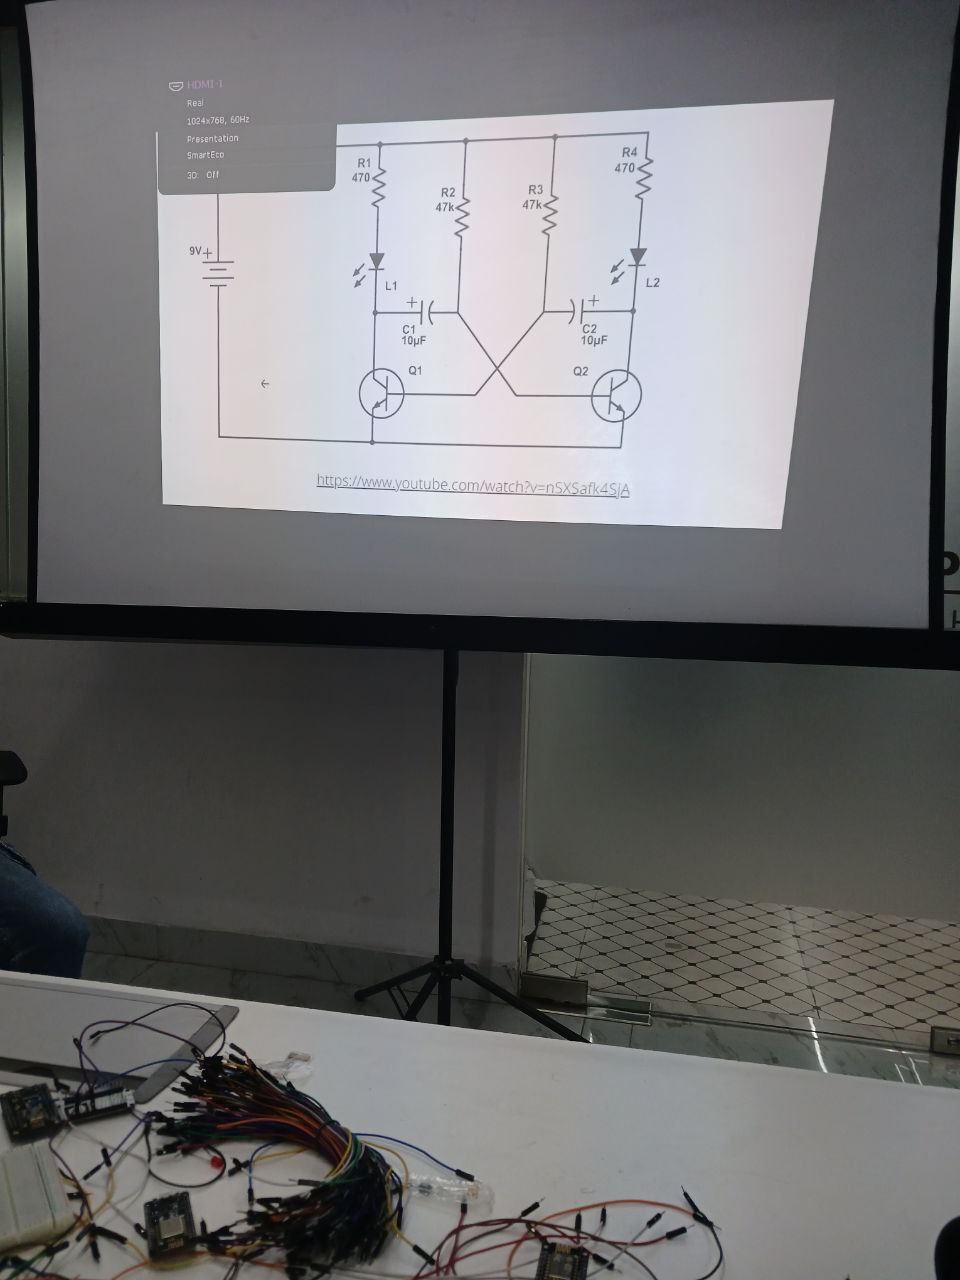 HDMI-1
Real
1024x768, 60Hz
Presentation
SmartEco
3D: Off
R1
470
R2
47k
R3
47k
R4
470
9V+
L1
L2
+
C1
10µF
+
C2
10µF
Q1
Q2
https://www.youtube.com/watch?v=nSXSafk4SjA